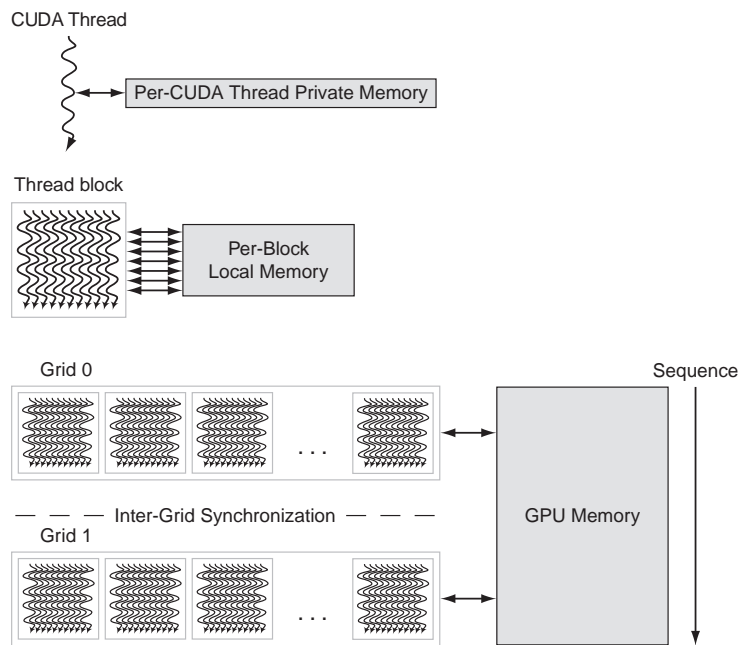 CUDA Thread
Per-CUDA Thread Private Memory
Thread block
Per-Block
Local Memory
Grid 0
Sequence
. . .
Inter-Grid Synchronization
GPU Memory
Grid 1
. . .